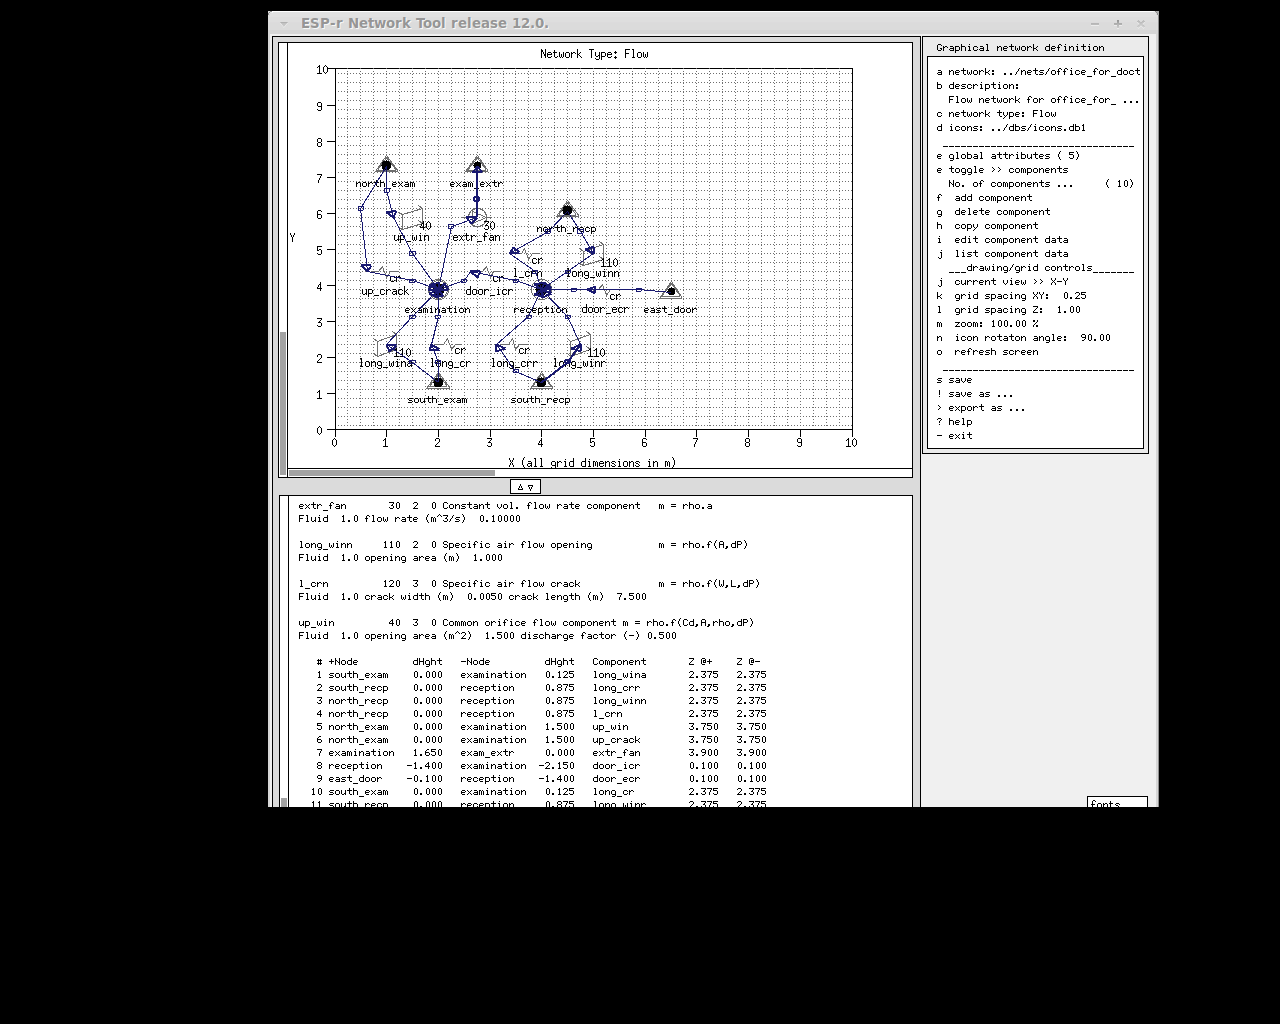 ESP-r Network Tool release 12.0.
Network Type: Flow
10
9
8
7
6
5
4
3
2
1
0
Y
0 1 2 3 4 5 6 7 8 9 10
X (all grid dimensions in m)
north_exam
exam_extr
40
up_win
30
extr_fan
north_recp
cr
l_crn
110
long_winn
cr
up_crack
cr
door_icr
cr
door_ecr
examination
reception
east_door
110
long_wina
cr
long_cr
cr
long_crr
110
long_winr
south_exam
south_recp
extr_fan 30 2 0 Constant vol. flow rate component m = rho.a
Fluid 1.0 flow rate (m^3/s) 0.10000
long_winn 110 2 0 Specific air flow opening m = rho.f(A,dP)
Fluid 1.0 opening area (m) 1.000
l_crn 120 3 0 Specific air flow crack m = rho.f(W,L,dP)
Fluid 1.0 crack width (m) 0.0050 crack length (m) 7.500
up_win 40 3 0 Common orifice flow component m = rho.f(Cd,A,rho,dP)
Fluid 1.0 opening area (m^2) 1.500 discharge factor (-) 0.500
# +Node dHght -Node dHght Component Z @+ Z @-
1 south_exam 0.000 examination 0.125 long_wina 2.375 2.375
2 south_recp 0.000 reception 0.875 long_crr 2.375 2.375
3 north_recp 0.000 reception 0.875 long_winn 2.375 2.375
4 north_recp 0.000 reception 0.875 l_crn 2.375 2.375
5 north_exam 0.000 examination 1.500 up_win 3.750 3.750
6 north_exam 0.000 examination 1.500 up_crack 3.750 3.750
7 examination 1.650 exam_extr 0.000 extr_fan 3.900 3.900
8 reception -1.400 examination -2.150 door_icr 0.100 0.100
9 east_door -0.100 reception -1.400 door_ecr 0.100 0.100
10 south_exam 0.000 examination 0.125 long_cr 2.375 2.375
11 south_recp 0.000 reception 0.875 long_winr 2.375 2.375
Graphical network definition
a network: ../nets/office_for_doct
b description:
Flow network for office_for_ ...
c network type: Flow
d icons: ../dbs/icons.db1
e global attributes ( 5)
e toggle >> components
No. of components ... ( 10)
f add component
g delete component
h copy component
i edit component data
j list component data
___drawing/grid controls_______
j current view >> X-Y
k grid spacing XY: 0.25
l grid spacing Z: 1.00
m zoom: 100.00 %
n icon rotaton angle: 90.00
o refresh screen
s save
! save as ...
> export as ...
? help
- exit
fonts